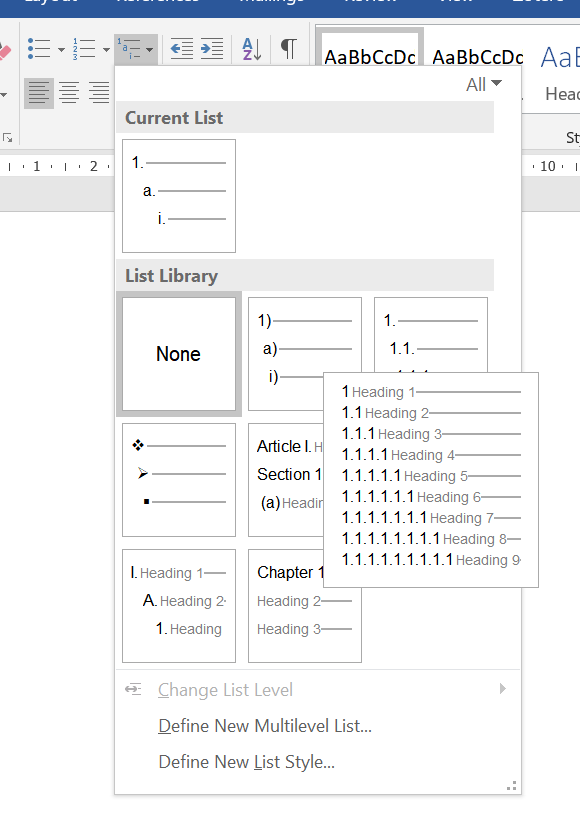 Layout References Mailings Review View Zotero
AaBbCcDc AaBbCcDc AaBb
Head
St
1 2 10
All
Current List
1.
a.
i.
List Library
None
1)
a)
i)
1.
1.1.
1 Heading 1
1.1 Heading 2
1.1.1 Heading 3
1.1.1.1 Heading 4
1.1.1.1.1 Heading 5
1.1.1.1.1.1 Heading 6
1.1.1.1.1.1.1 Heading 7
1.1.1.1.1.1.1.1 Heading 8
1.1.1.1.1.1.1.1.1 Heading 9
Article I. H
Section 1
(a) Headin
I. Heading 1
A. Heading 2
1. Heading
Chapter 1
Heading 2
Heading 3
Change List Level
Define New Multilevel List...
Define New List Style...